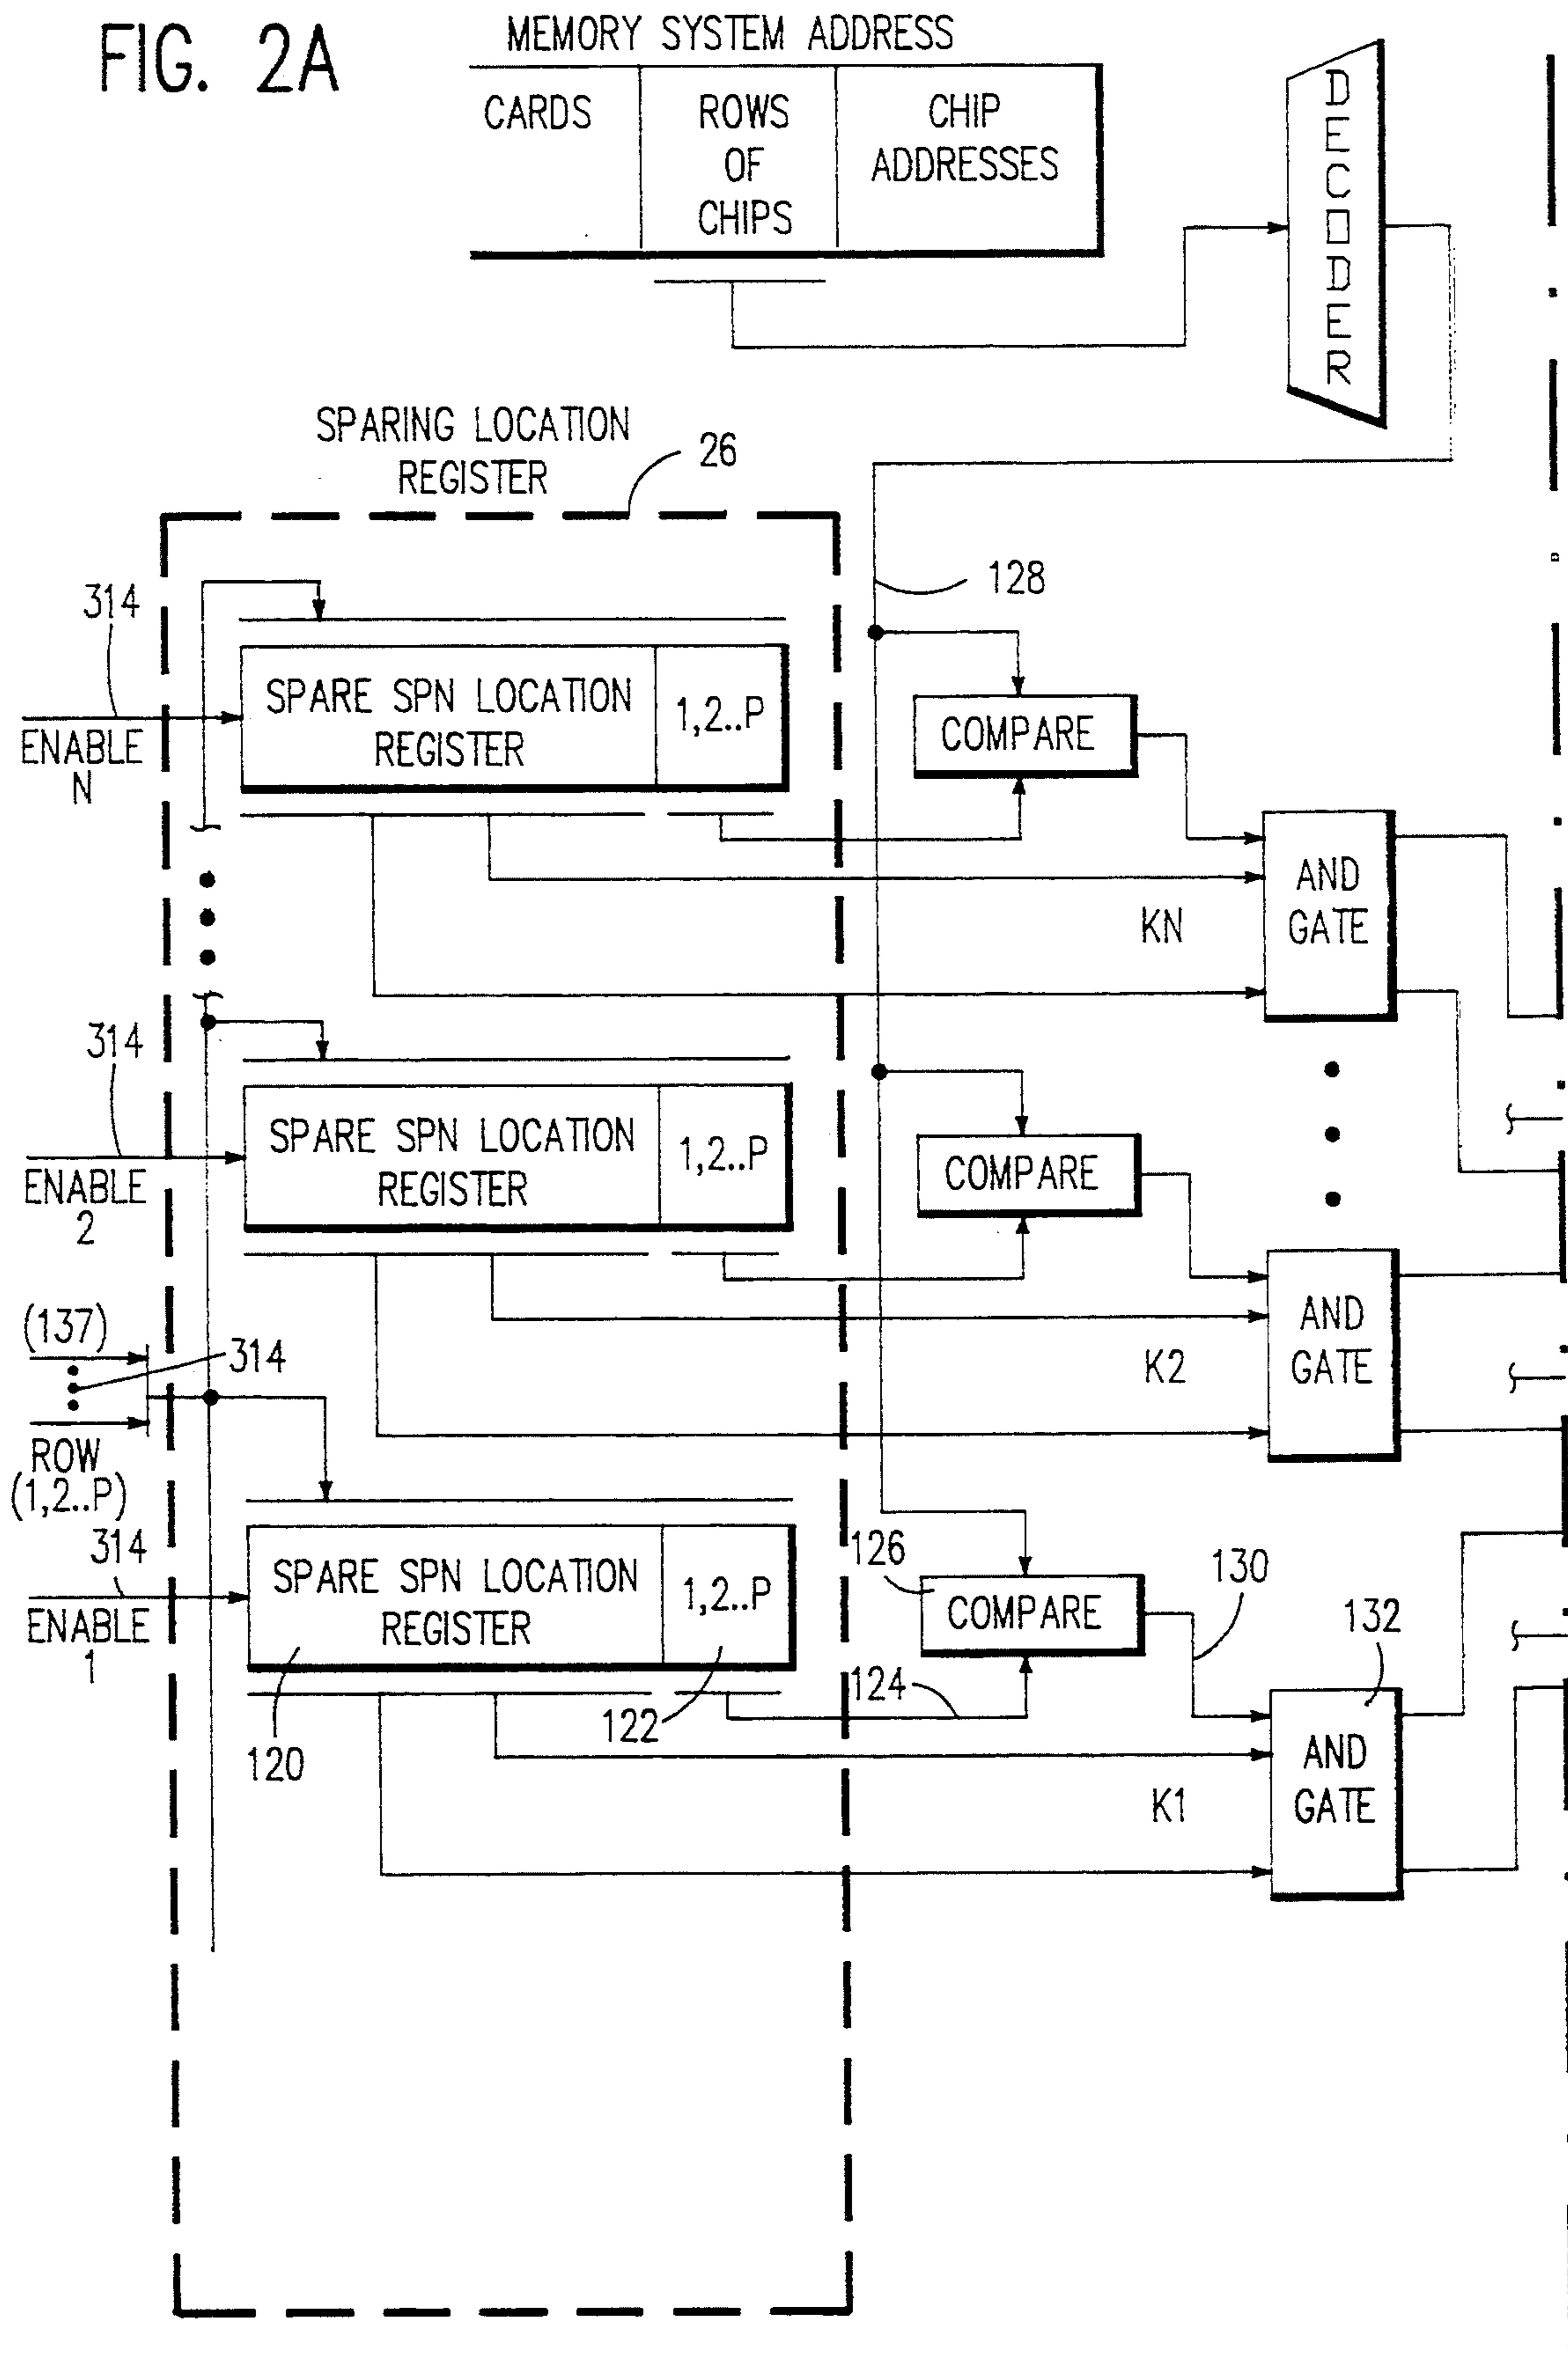 FIG. 2A
MEMORY SYSTEM ADDRESS
CARDS
ROWS
OF
CHIPS
CHIP
ADDRESSES
DECODER
SPARING LOCATION
REGISTER
26
128
314
ENABLE
N
SPARE SPN LOCATION
REGISTER
1,2..P
COMPARE
AND
GATE
KN
314
ENABLE
2
SPARE SPN LOCATION
REGISTER
1,2..P
COMPARE
AND
GATE
K2
(137)
314
ROW
(1,2..P)
314
ENABLE
1
SPARE SPN LOCATION
REGISTER
1,2..P
126
COMPARE
130
132
124
122
120
AND
GATE
K1